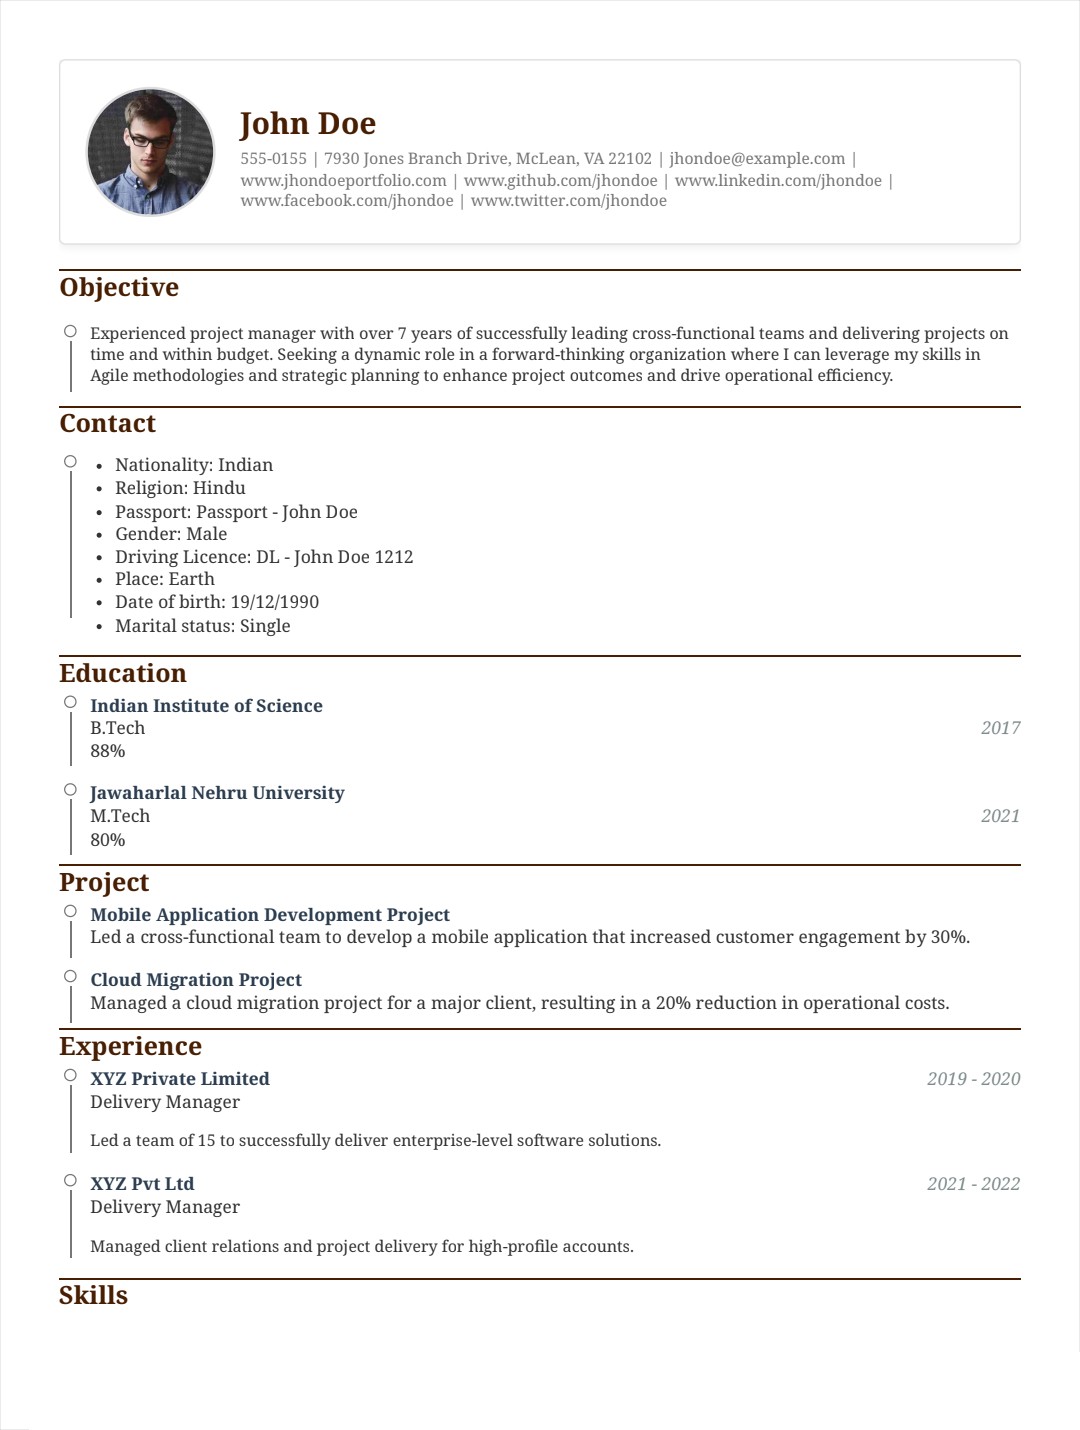 John Doe
555-0155 | 7930 Jones Branch Drive, McLean, VA 22102 | jhondoe@example.com |
www.jhondoeportfolio.com | www.github.com/jhondoe | www.linkedin.com/jhondoe |
www.facebook.com/jhondoe | www.twitter.com/jhondoe
Objective
Experienced project manager with over 7 years of successfully leading cross-functional teams and delivering projects on
time and within budget. Seeking a dynamic role in a forward-thinking organization where I can leverage my skills in
Agile methodologies and strategic planning to enhance project outcomes and drive operational efficiency.
Contact
• Nationality: Indian
• Religion: Hindu
• Passport: Passport - John Doe
• Gender: Male
• Driving Licence: DL - John Doe 1212
• Place: Earth
• Date of birth: 19/12/1990
• Marital status: Single
Education
Indian Institute of Science
B.Tech 2017
88%
Jawaharlal Nehru University
M.Tech 2021
80%
Project
Mobile Application Development Project
Led a cross-functional team to develop a mobile application that increased customer engagement by 30%.
Cloud Migration Project
Managed a cloud migration project for a major client, resulting in a 20% reduction in operational costs.
Experience
XYZ Private Limited 2019 - 2020
Delivery Manager
Led a team of 15 to successfully deliver enterprise-level software solutions.
XYZ Pvt Ltd 2021 - 2022
Delivery Manager
Managed client relations and project delivery for high-profile accounts.
Skills